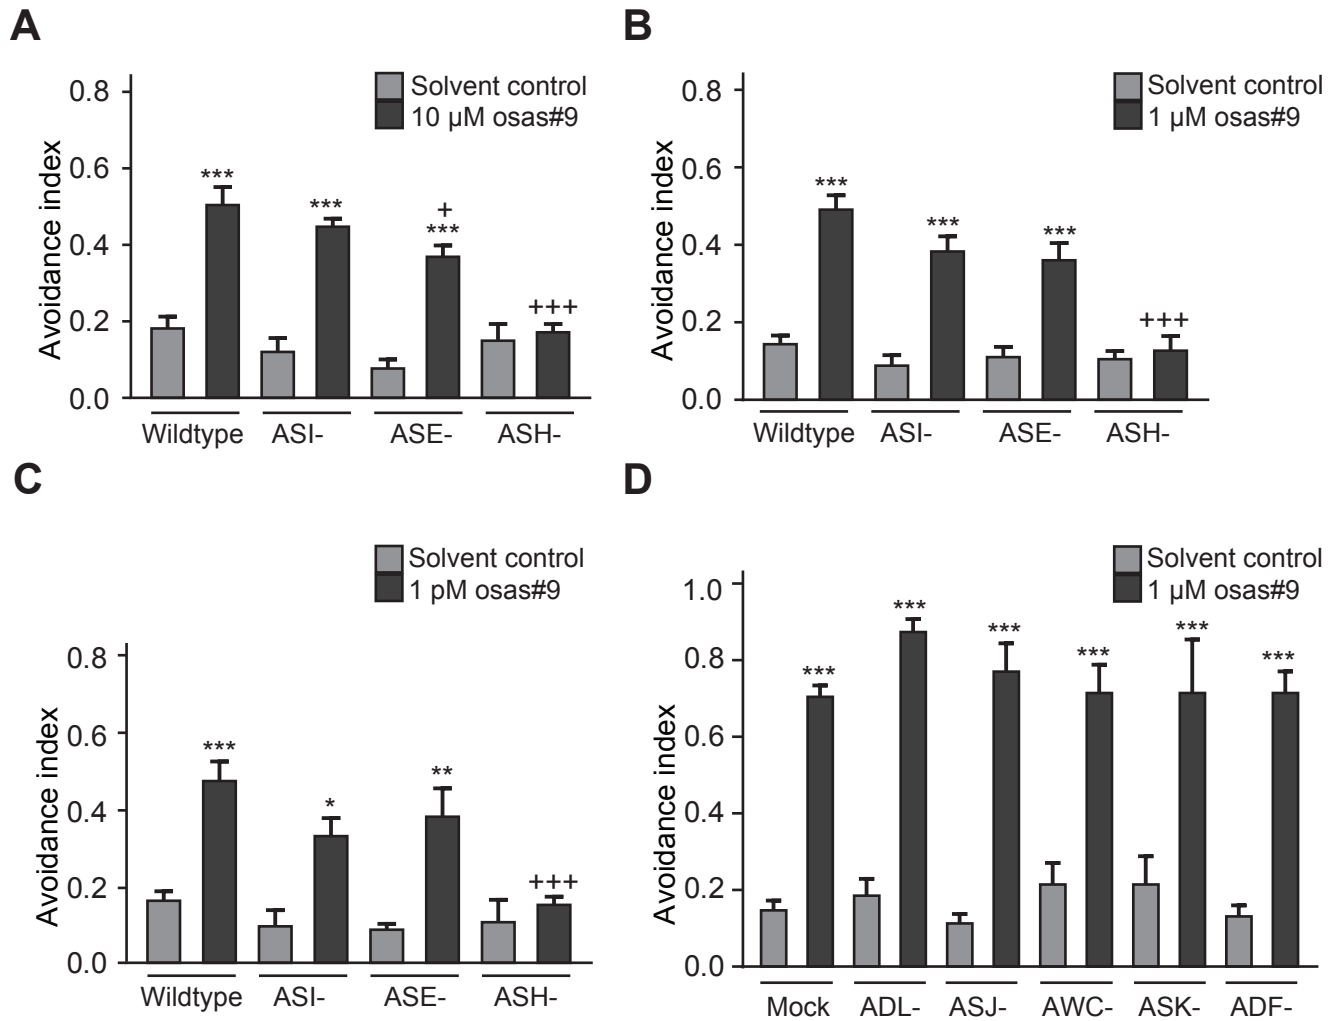 A
Solvent control
10 µM osas#9
Avoidance index
0.8
0.6
0.4
0.2
0.0
***
***
+
***
+++
Wildtype ASI- ASE- ASH-
B
Solvent control
1 µM osas#9
Avoidance index
0.8
0.6
0.4
0.2
0.0
***
***
***
+++
Wildtype ASI- ASE- ASH-
C
Solvent control
1 pM osas#9
Avoidance index
0.8
0.6
0.4
0.2
0.0
***
*
**
+++
Wildtype ASI- ASE- ASH-
D
Solvent control
1 µM osas#9
Avoidance index
1.0
0.8
0.6
0.4
0.2
0.0
***
***
***
***
***
***
Mock ADL- ASJ- AWC- ASK- ADF-